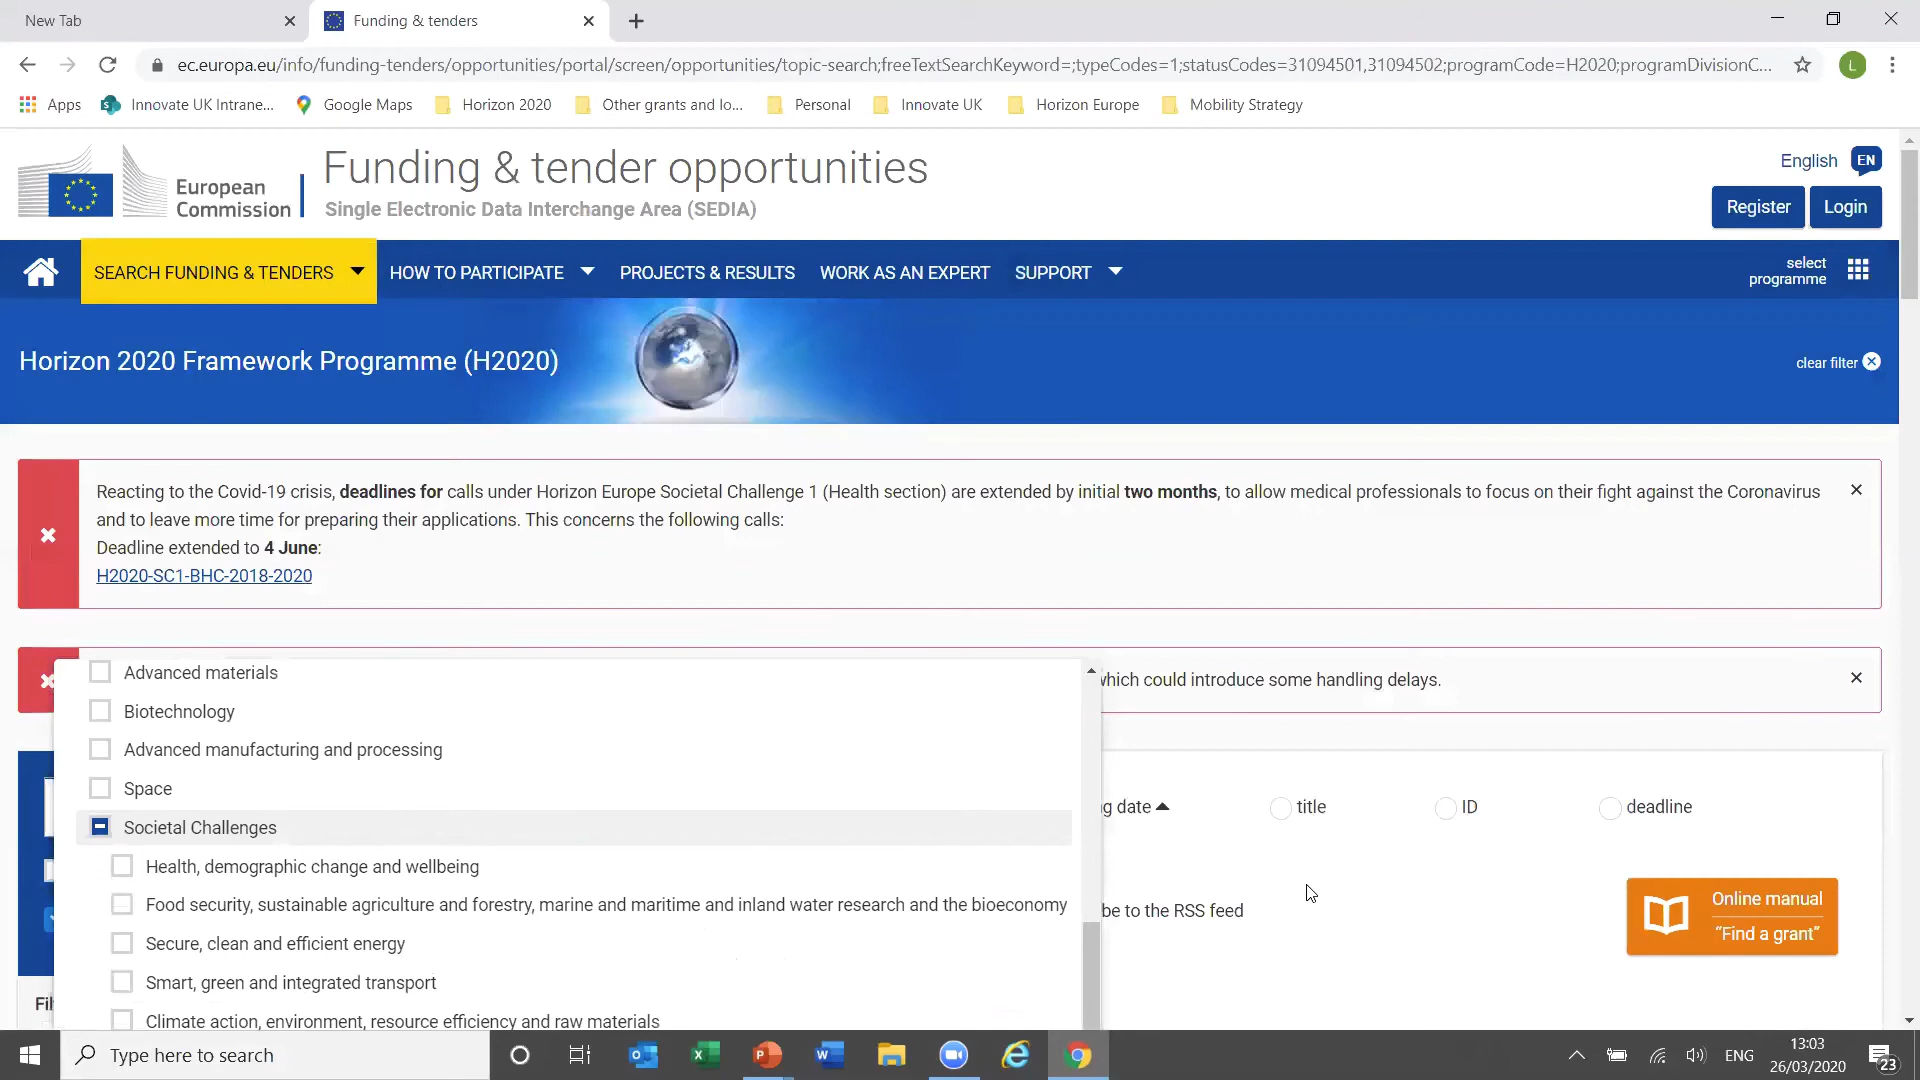 New Tab
Funding & tenders
ec.europa.eu/info/funding-tenders/opportunities/portal/screen/opportunities/topic-search;freeTextSearchKeyword=;typeCodes=1;statusCodes=31094501,31094502;programCode=H2020;programDivisionC...
L
Apps
Innovate UK Intrane...
Google Maps
Horizon 2020
Other grants and lo...
Personal
Innovate UK
Horizon Europe
Mobility Strategy
European
Commission
Funding & tender opportunities
Single Electronic Data Interchange Area (SEDIA)
English EN
Register
Login
SEARCH FUNDING & TENDERS
HOW TO PARTICIPATE
PROJECTS & RESULTS
WORK AS AN EXPERT
SUPPORT
select
programme
Horizon 2020 Framework Programme (H2020)
clear filter
Reacting to the Covid-19 crisis, deadlines for calls under Horizon Europe Societal Challenge 1 (Health section) are extended by initial two months, to allow medical professionals to focus on their fight against the Coronavirus
and to leave more time for preparing their applications. This concerns the following calls:
Deadline extended to 4 June:
H2020-SC1-BHC-2018-2020
which could introduce some handling delays.
Advanced materials
Biotechnology
Advanced manufacturing and processing
Space
Societal Challenges
Health, demographic change and wellbeing
Food security, sustainable agriculture and forestry, marine and maritime and inland water research and the bioeconomy
Secure, clean and efficient energy
Smart, green and integrated transport
Climate action, environment, resource efficiency and raw materials
g date
title
ID
deadline
be to the RSS feed
Online manual
"Find a grant"
Fil
Type here to search
ENG
13:03
26/03/2020
23